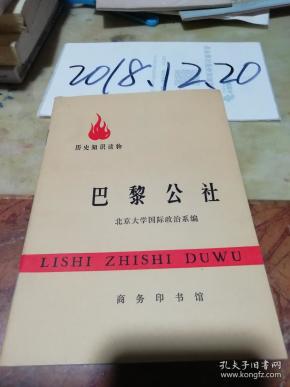 2018.12.20
历史知识读物
巴黎公社
北京大学国际政治系编
LISHI ZHISHI DUWU
商务印书馆
孔夫子旧书网